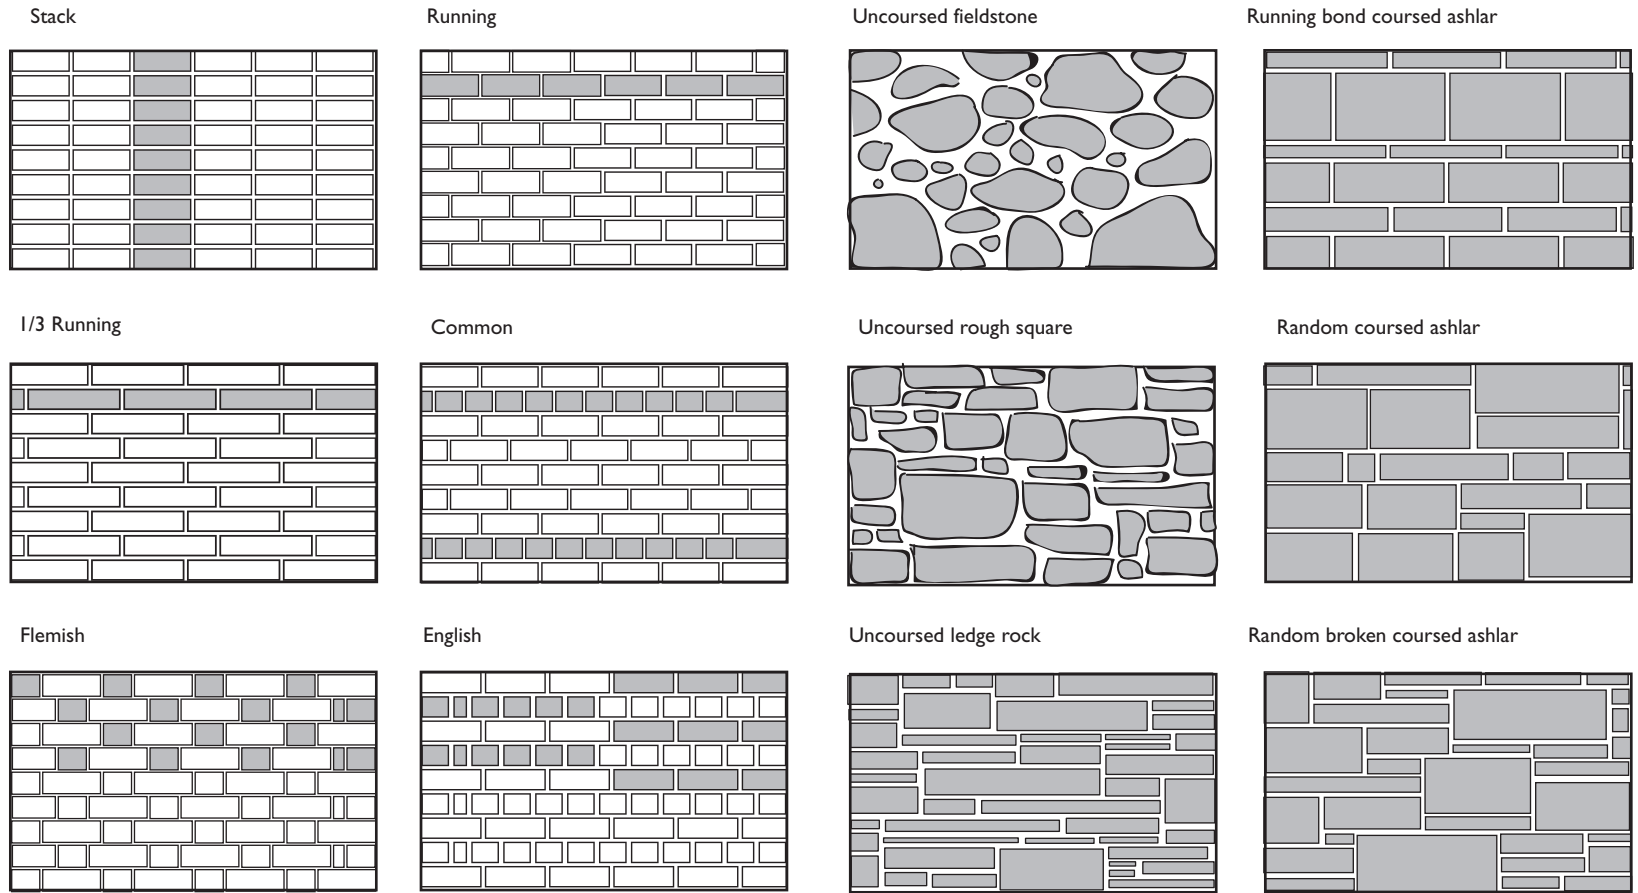 Stack
Running
Uncoursed fieldstone
Running bond coursed ashlar
1/3 Running
Common
Uncoursed rough square
Random coursed ashlar
Flemish
English
Uncoursed ledge rock
Random broken coursed ashlar